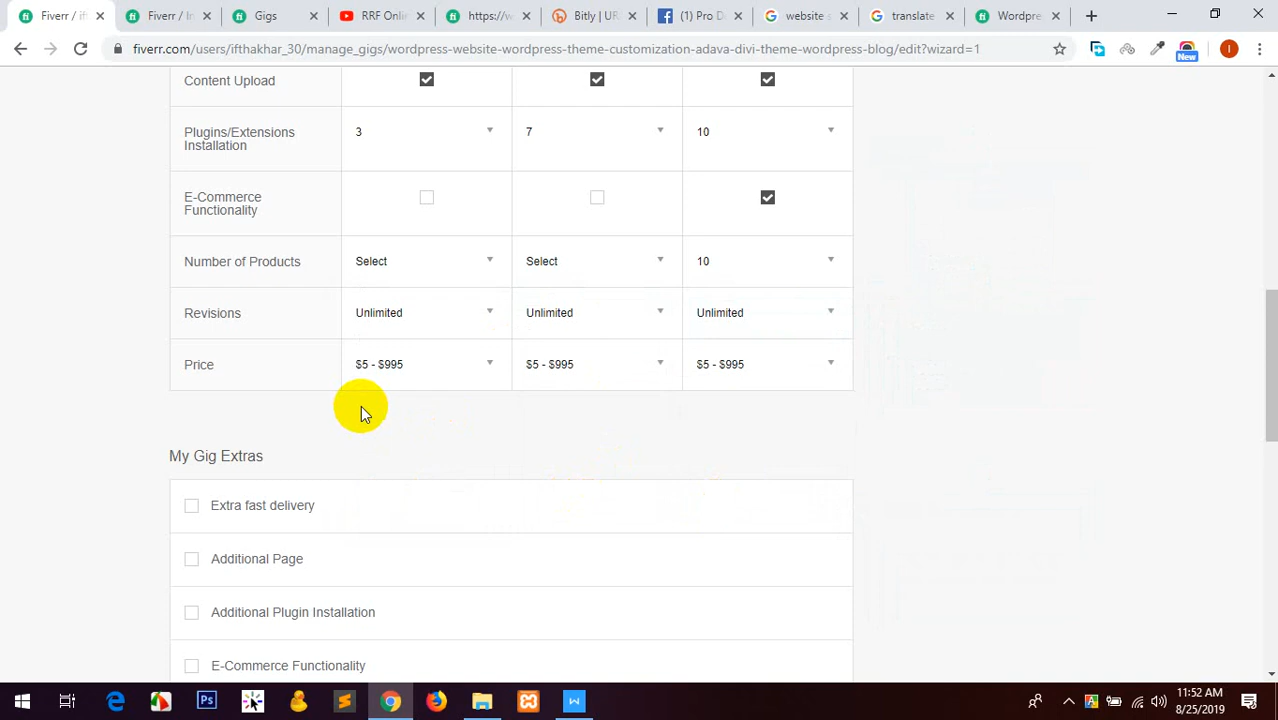 Fiverr / ift
Fiverr / In
Gigs
RRF Onli
https://w
Bitly | UR
(1) Pro D
website s
translate
Wordpre
fiverr.com/users/ifthakhar_30/manage_gigs/wordpress-website-wordpress-theme-customization-adava-divi-theme-wordpress-blog/edit?wizard=1
New
I
Content Upload
Plugins/Extensions
Installation
3
7
10
E-Commerce
Functionality
Number of Products
Select
Select
10
Revisions
Unlimited
Unlimited
Unlimited
Price
$5 - $995
$5 - $995
$5 - $995
My Gig Extras
Extra fast delivery
Additional Page
Additional Plugin Installation
E-Commerce Functionality
11:52 AM
8/25/2019